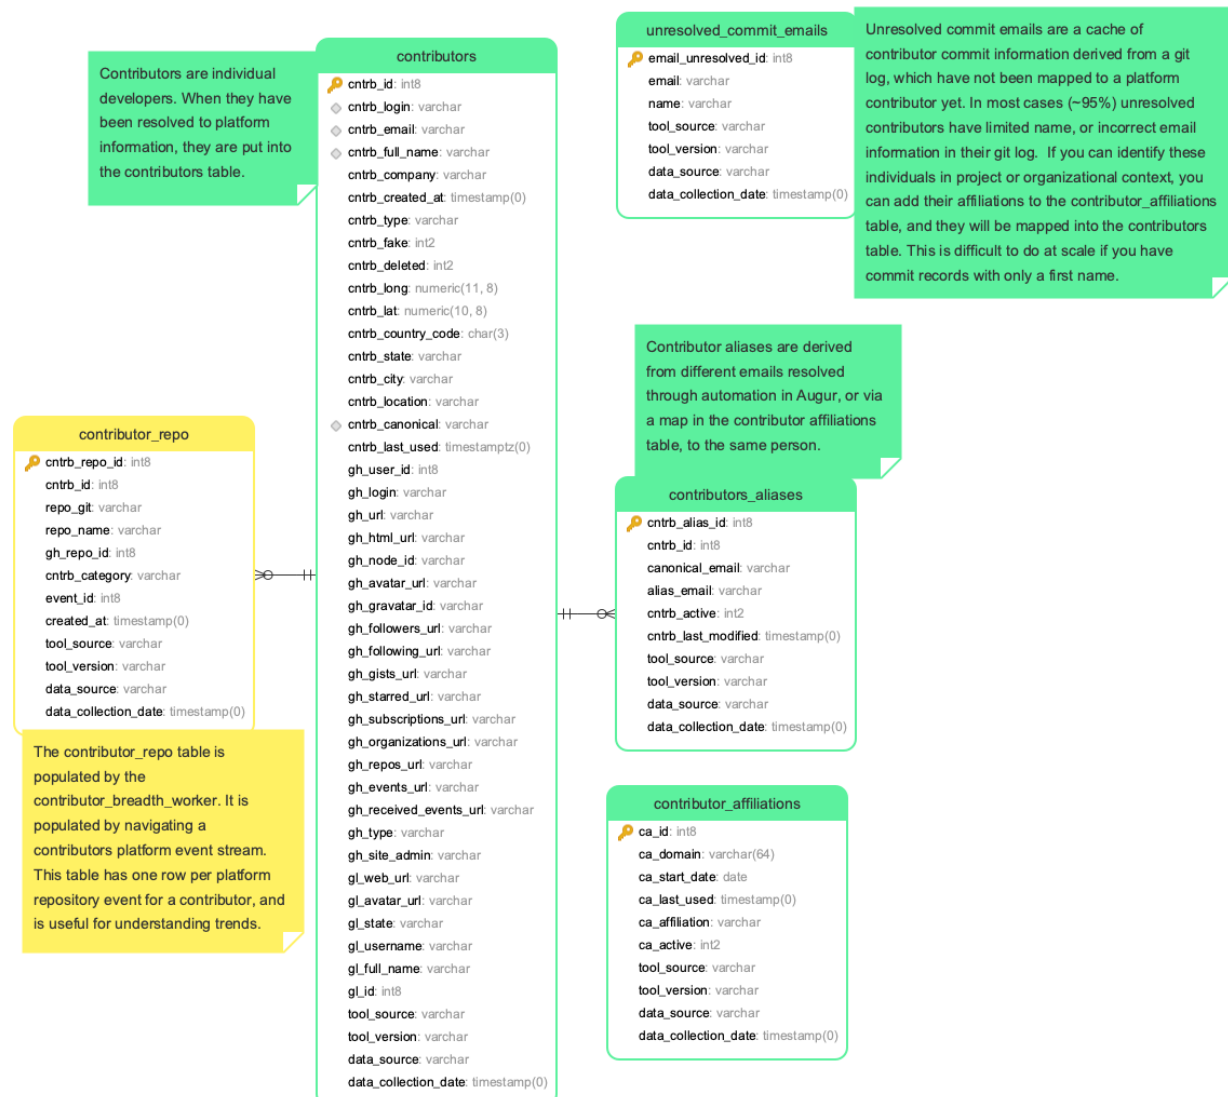 Contributors are individual
developers. When they have
been resolved to platform
information, they are put into
the contributors table.
contributors
cntrb_id: int8
cntrb_login: varchar
cntrb_email: varchar
cntrb_full_name: varchar
cntrb_company: varchar
cntrb_created_at: timestamp(0)
cntrb_type: varchar
cntrb_fake: int2
cntrb_deleted: int2
cntrb_long: numeric(11, 8)
cntrb_lat: numeric(10, 8)
cntrb_country_code: char(3)
cntrb_state: varchar
cntrb_city: varchar
cntrb_location: varchar
cntrb_canonical: varchar
cntrb_last_used: timestamptz(0)
gh_user_id: int8
gh_login: varchar
gh_url: varchar
gh_html_url: varchar
gh_node_id: varchar
gh_avatar_url: varchar
gh_gravatar_id: varchar
gh_followers_url: varchar
gh_following_url: varchar
gh_gists_url: varchar
gh_starred_url: varchar
gh_subscriptions_url: varchar
gh_organizations_url: varchar
gh_repos_url: varchar
gh_events_url: varchar
gh_received_events_url: varchar
gh_type: varchar
gh_site_admin: varchar
gl_web_url: varchar
gl_avatar_url: varchar
gl_state: varchar
gl_username: varchar
gl_full_name: varchar
gl_id: int8
tool_source: varchar
tool_version: varchar
data_source: varchar
data_collection_date: timestamp(0)
unresolved_commit_emails
email_unresolved_id: int8
email: varchar
name: varchar
tool_source: varchar
tool_version: varchar
data_source: varchar
data_collection_date: timestamp(0)
Unresolved commit emails are a cache of
contributor commit information derived from a git
log, which have not been mapped to a platform
contributor yet. In most cases (~95%) unresolved
contributors have limited name, or incorrect email
information in their git log. If you can identify these
individuals in project or organizational context, you
can add their affiliations to the contributor_affiliations
table, and they will be mapped into the contributors
table. This is difficult to do at scale if you have
commit records with only a first name.
Contributor aliases are derived
from different emails resolved
through automation in Augur, or via
a map in the contributor affiliations
table, to the same person.
contributor_repo
cntrb_repo_id: int8
cntrb_id: int8
repo_git: varchar
repo_name: varchar
gh_repo_id: int8
cntrb_category: varchar
event_id: int8
created_at: timestamp(0)
tool_source: varchar
tool_version: varchar
data_source: varchar
data_collection_date: timestamp(0)
The contributor_repo table is
populated by the
contributor_breadth_worker. It is
populated by navigating a
contributors platform event stream.
This table has one row per platform
repository event for a contributor, and
is useful for understanding trends.
contributors_aliases
cntrb_alias_id: int8
cntrb_id: int8
canonical_email: varchar
alias_email: varchar
cntrb_active: int2
cntrb_last_modified: timestamp(0)
tool_source: varchar
tool_version: varchar
data_source: varchar
data_collection_date: timestamp(0)
contributor_affiliations
ca_id: int8
ca_domain: varchar(64)
ca_start_date: date
ca_last_used: timestamp(0)
ca_affiliation: varchar
ca_active: int2
tool_source: varchar
tool_version: varchar
data_source: varchar
data_collection_date: timestamp(0)